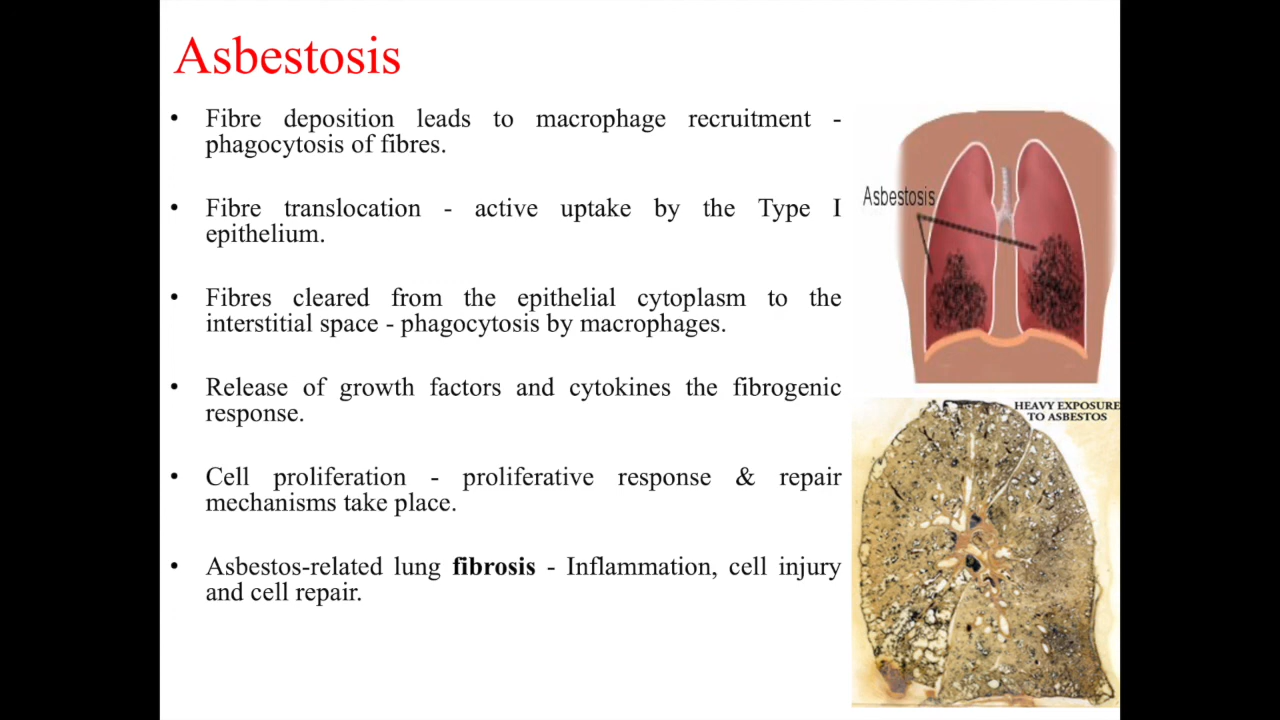 Asbestosis
• Fibre deposition leads to macrophage recruitment -
phagocytosis of fibres.
• Fibre translocation - active uptake by the Type I
epithelium.
• Fibres cleared from the epithelial cytoplasm to the
interstitial space - phagocytosis by macrophages.
• Release of growth factors and cytokines the fibrogenic
response.
• Cell proliferation - proliferative response & repair
mechanisms take place.
• Asbestos-related lung fibrosis - Inflammation, cell injury
and cell repair.
Asbestosis
HEAVY EXPOSURE
TO ASBESTOS